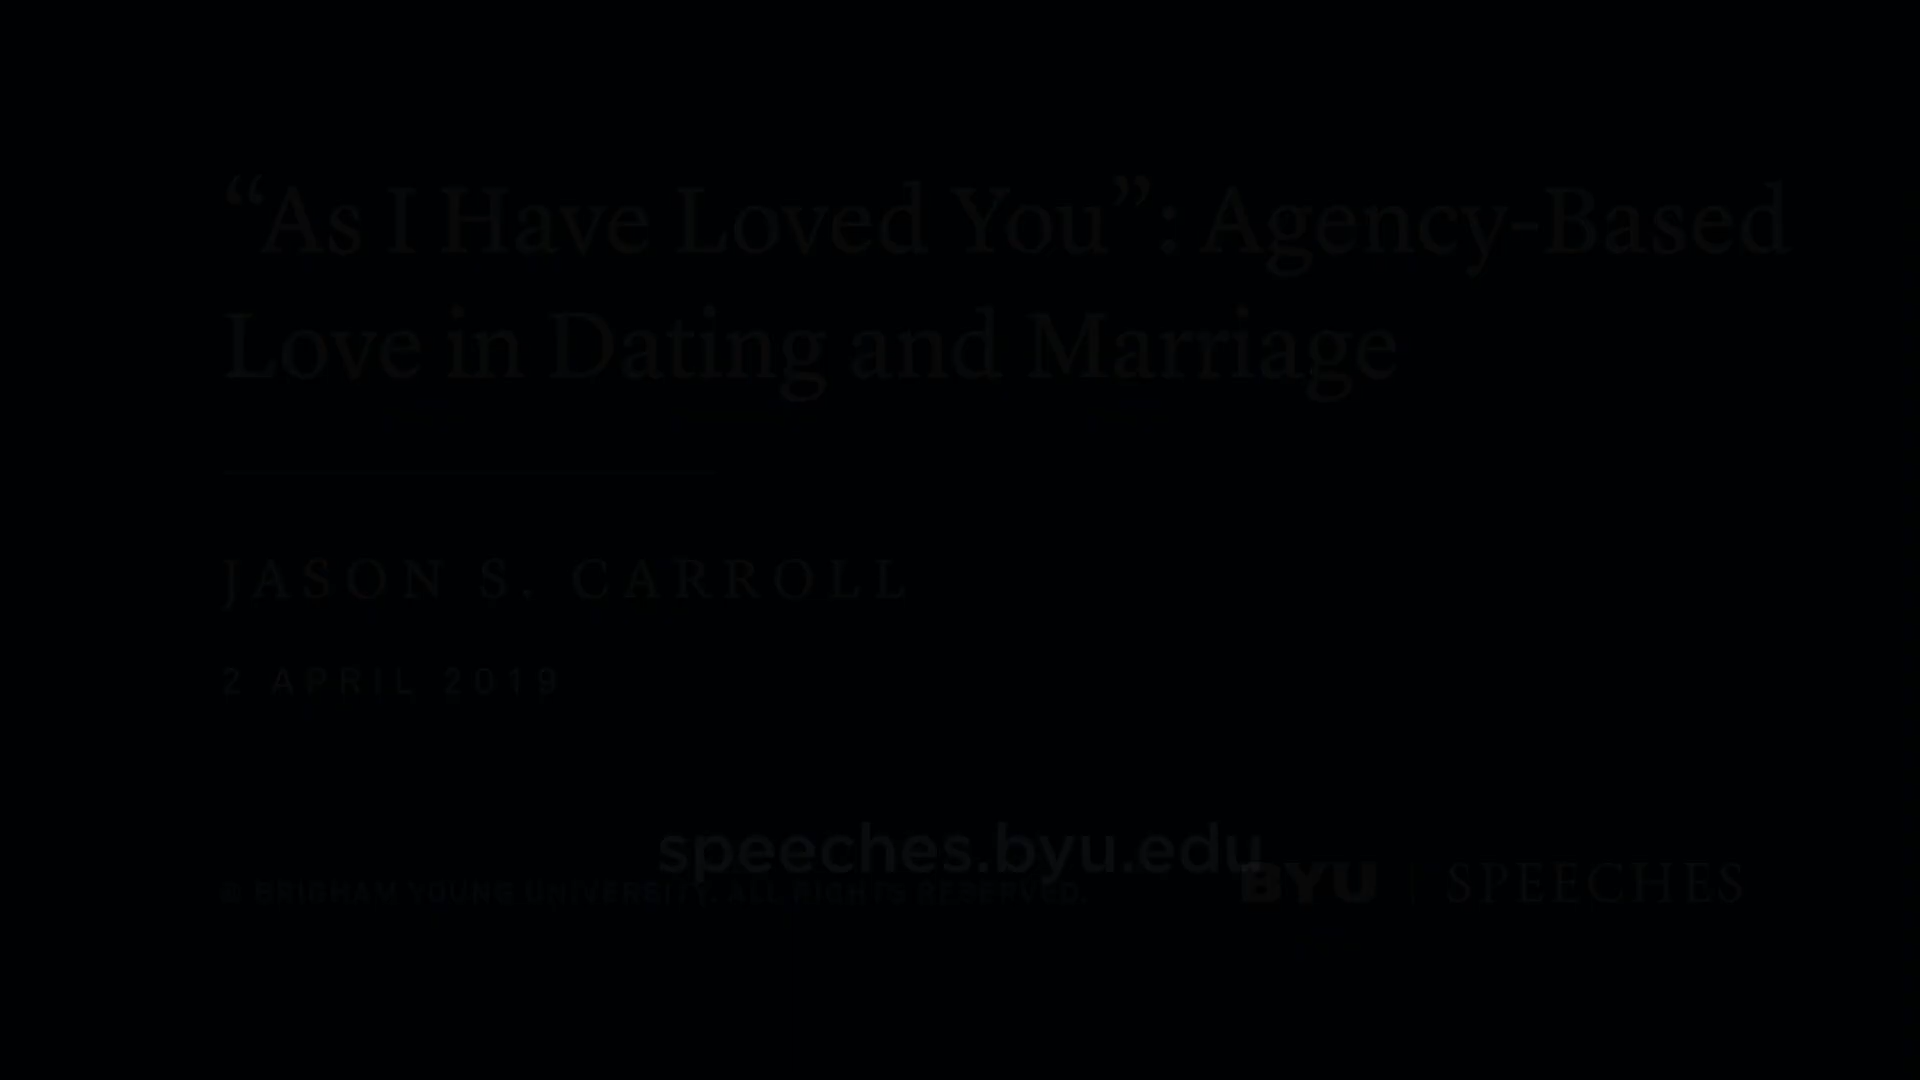 “As I Have Loved You”: Agency-Based
Love in Dating and Marriage
JASON S. CARROLL
2 APRIL 2019
speeches.byu.edu
© BRIGHAM YOUNG UNIVERSITY. ALL RIGHTS RESERVED.
BYU | SPEECHES